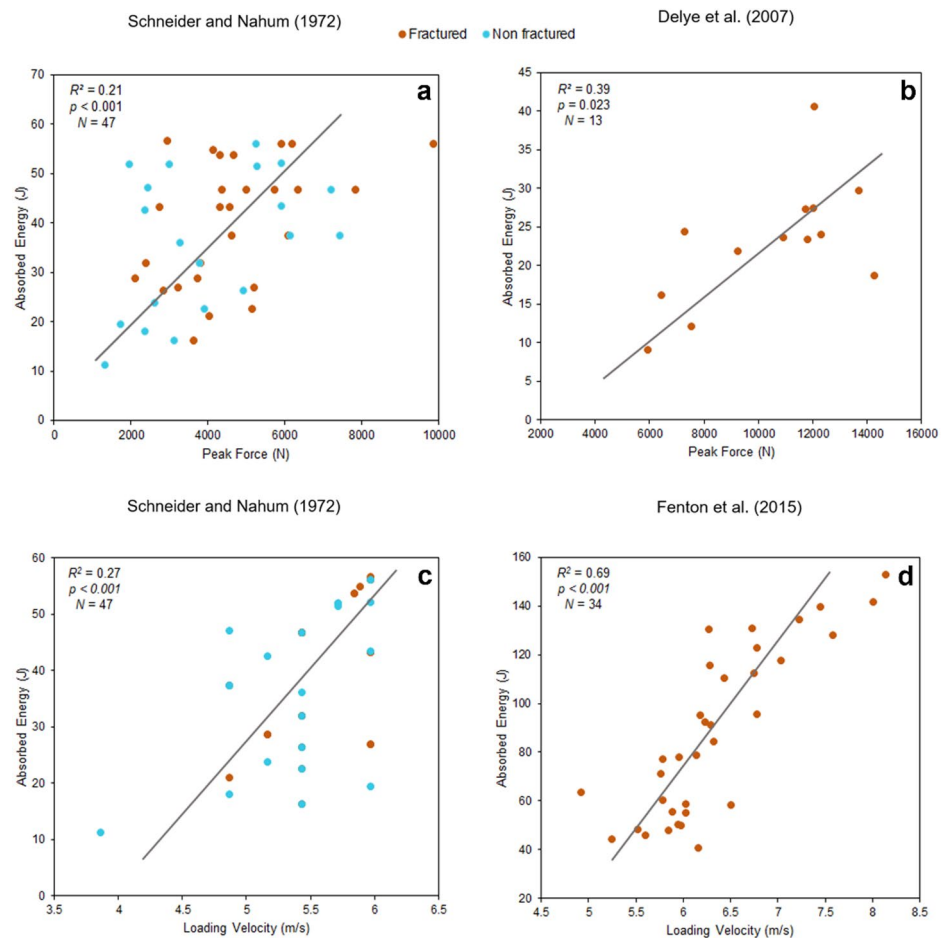 Schneider and Nahum (1972)
Delye et al. (2007)
Fractured
Non fractured
a
R² = 0.21
p < 0.001
N = 47
70
60
50
40
30
20
10
0
Absorbed Energy (J)
0 2000 4000 6000 8000 10000
Peak Force (N)
b
R² = 0.39
p = 0.023
N = 13
45
40
35
30
25
20
15
10
5
0
Absorbed Energy (J)
2000 4000 6000 8000 10000 12000 14000 16000
Peak Force (N)
Schneider and Nahum (1972)
Fenton et al. (2015)
c
R² = 0.27
p < 0.001
N = 47
60
50
40
30
20
10
0
Absorbed Energy (J)
3.5 4 4.5 5 5.5 6 6.5
Loading Velocity (m/s)
d
R² = 0.69
p < 0.001
N = 34
160
140
120
100
80
60
40
20
Absorbed Energy (J)
4.5 5 5.5 6 6.5 7 7.5 8 8.5
Loading Velocity (m/s)